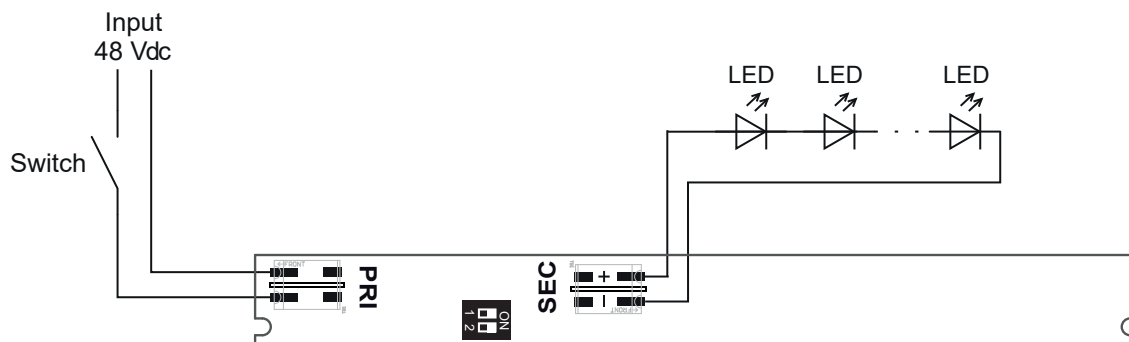 Input
48 Vdc
LED
LED
LED
Switch
FRONT
PRI
SEC
+
−
FRONT
ON
1
2